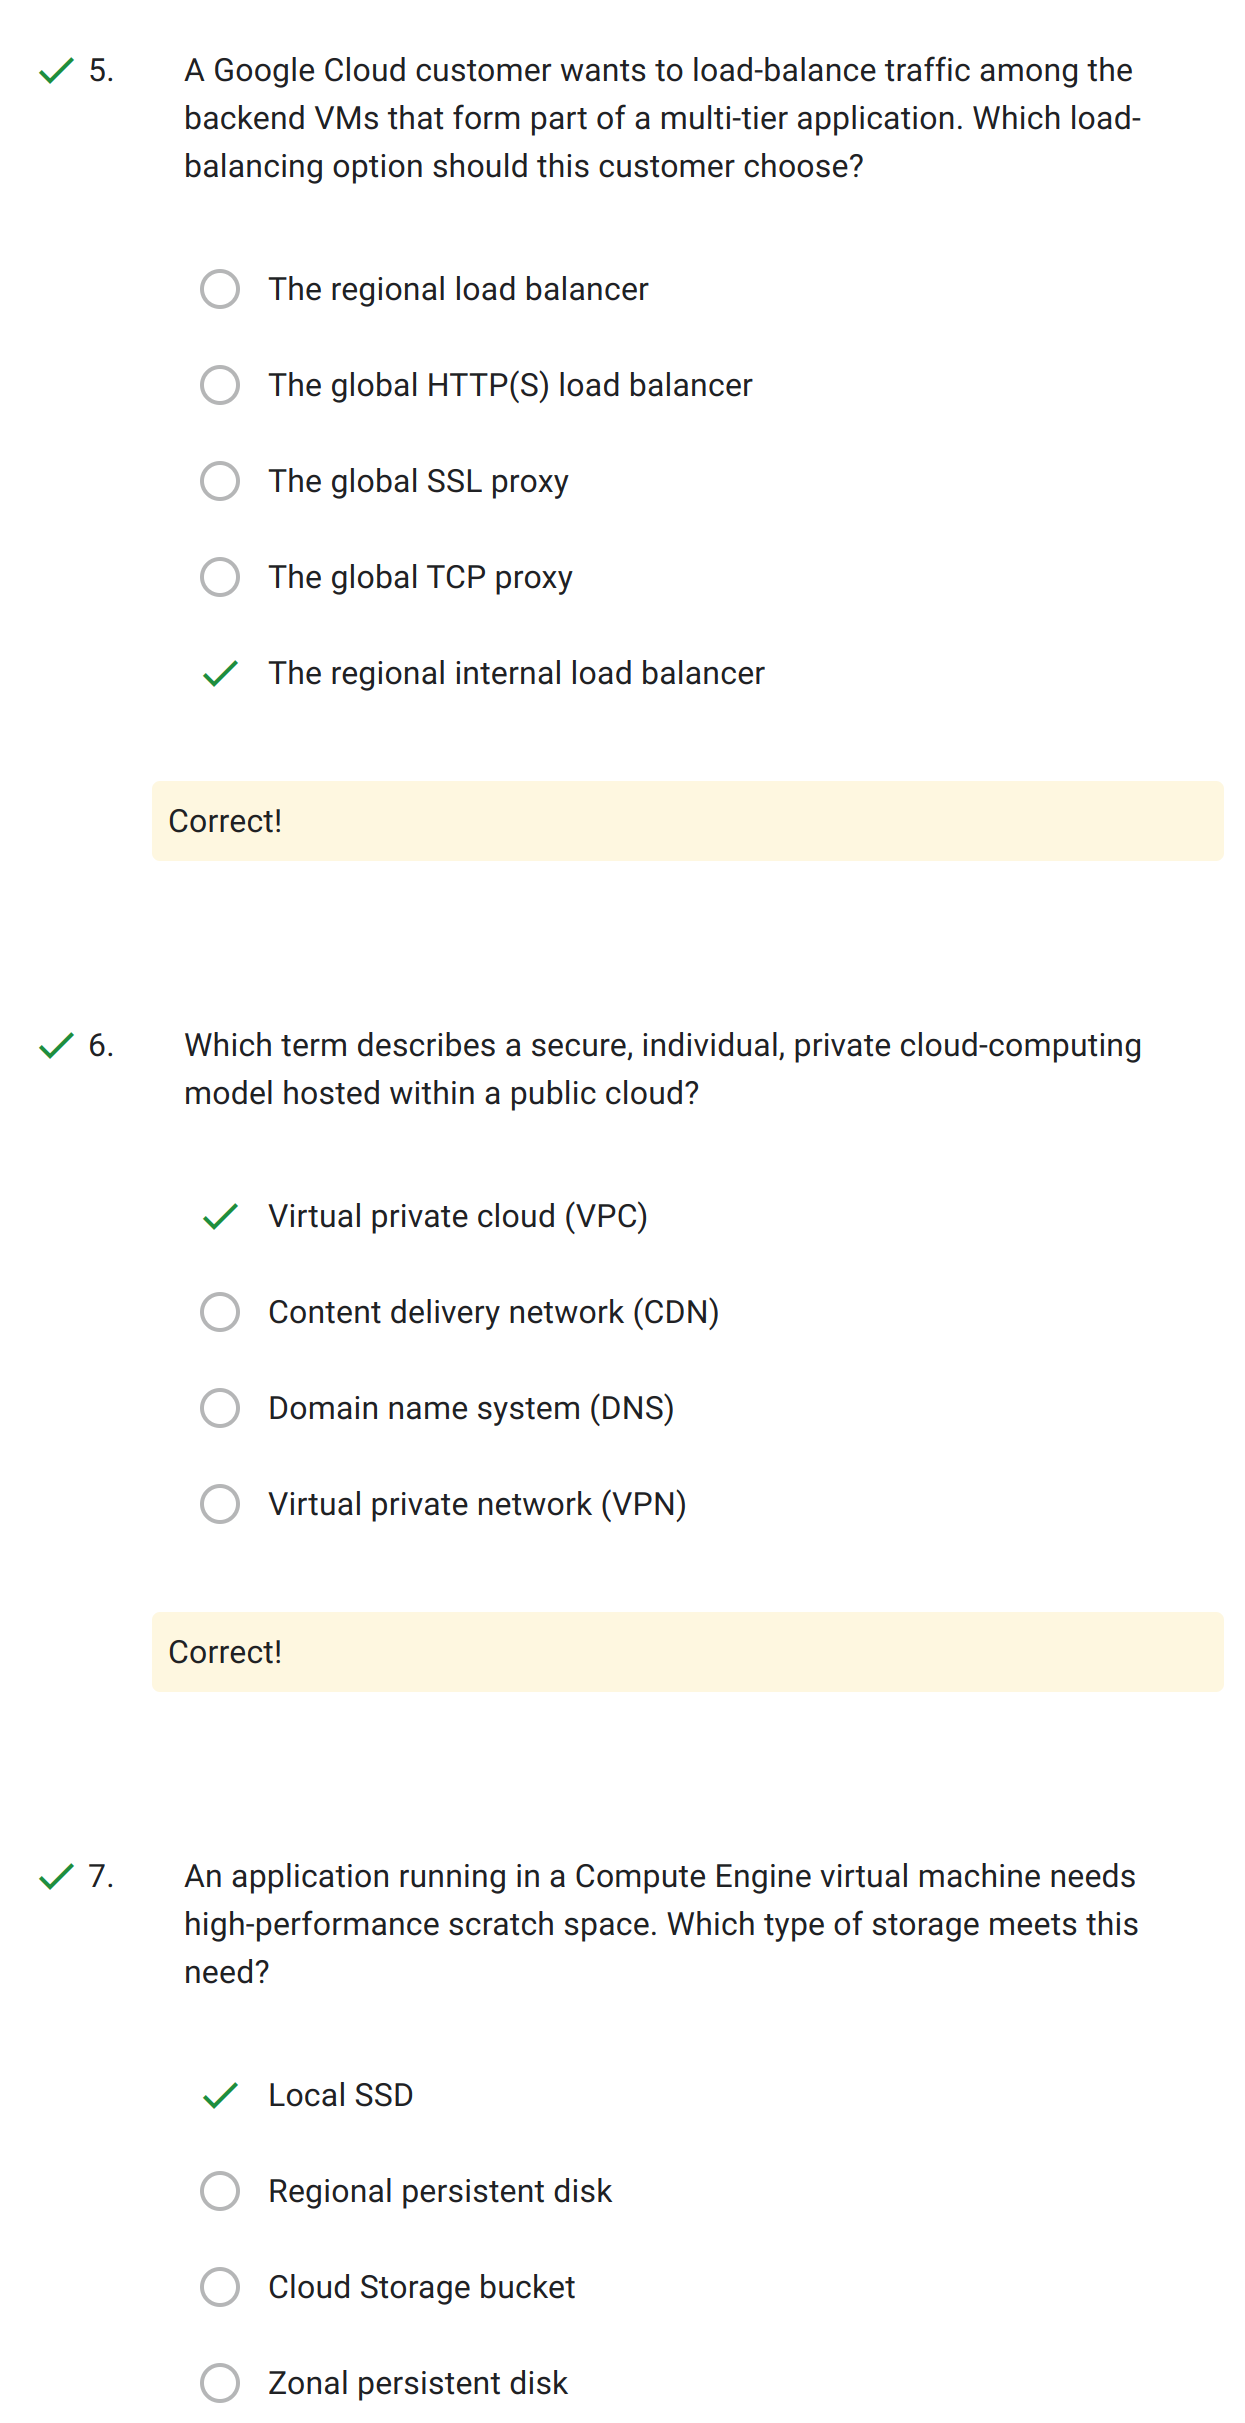 5.
A Google Cloud customer wants to load-balance traffic among the
backend VMs that form part of a multi-tier application. Which load-
balancing option should this customer choose?
The regional load balancer
The global HTTP(S) load balancer
The global SSL proxy
The global TCP proxy
The regional internal load balancer
Correct!
6.
Which term describes a secure, individual, private cloud-computing
model hosted within a public cloud?
Virtual private cloud (VPC)
Content delivery network (CDN)
Domain name system (DNS)
Virtual private network (VPN)
Correct!
7.
An application running in a Compute Engine virtual machine needs
high-performance scratch space. Which type of storage meets this
need?
Local SSD
Regional persistent disk
Cloud Storage bucket
Zonal persistent disk